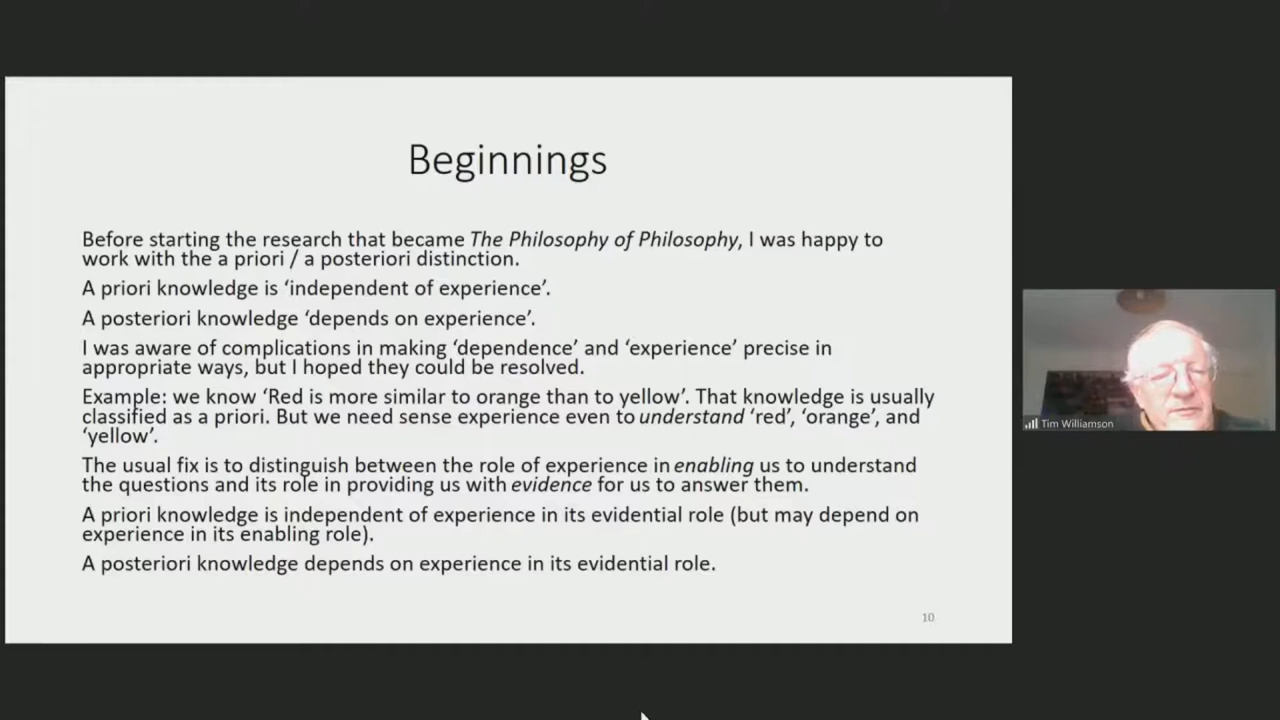 Beginnings
Before starting the research that became The Philosophy of Philosophy, I was happy to
work with the a priori / a posteriori distinction.
A priori knowledge is ‘independent of experience’.
A posteriori knowledge ‘depends on experience’.
I was aware of complications in making ‘dependence’ and ‘experience’ precise in
appropriate ways, but I hoped they could be resolved.
Example: we know ‘Red is more similar to orange than to yellow’. That knowledge is usually
classified as a priori. But we need sense experience even to understand ‘red’, ‘orange’, and
‘yellow’.
The usual fix is to distinguish between the role of experience in enabling us to understand
the questions and its role in providing us with evidence for us to answer them.
A priori knowledge is independent of experience in its evidential role (but may depend on
experience in its enabling role).
A posteriori knowledge depends on experience in its evidential role.
10
Tim Williamson